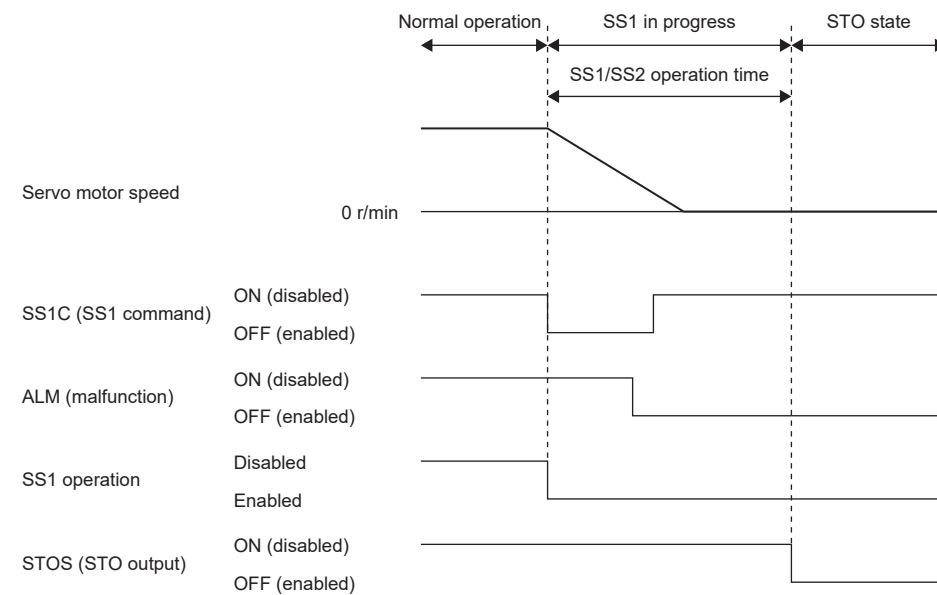 Normal operation SS1 in progress STO state
SS1/SS2 operation time
Servo motor speed
0 r/min
SS1C (SS1 command)
ON (disabled)
OFF (enabled)
ALM (malfunction)
ON (disabled)
OFF (enabled)
SS1 operation
Disabled
Enabled
STOS (STO output)
ON (disabled)
OFF (enabled)